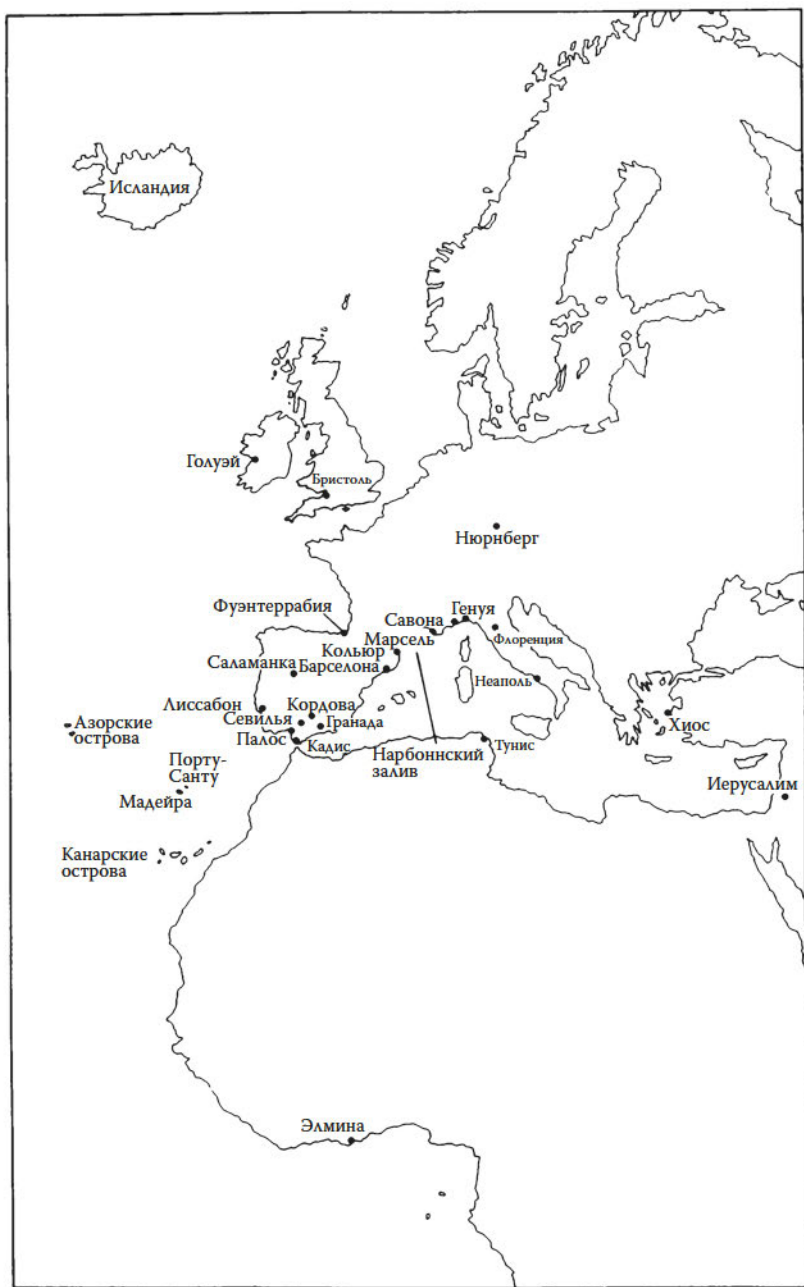 Исландия
Голуэй
Бристоль
Нюрнберг
Фуэнтеррабия
Савона
Генуя
Марсель
Флоренция
Кольюр
Саламанка
Барселона
Неаполь
Лиссабон
Кордова
Севилья
Гранада
Хиос
Азорские
острова
Палос
Кадис
Нарбоннский
залив
Тунис
Порту-
Санту
Мадейра
Иерусалим
Канарские
острова
Элмина